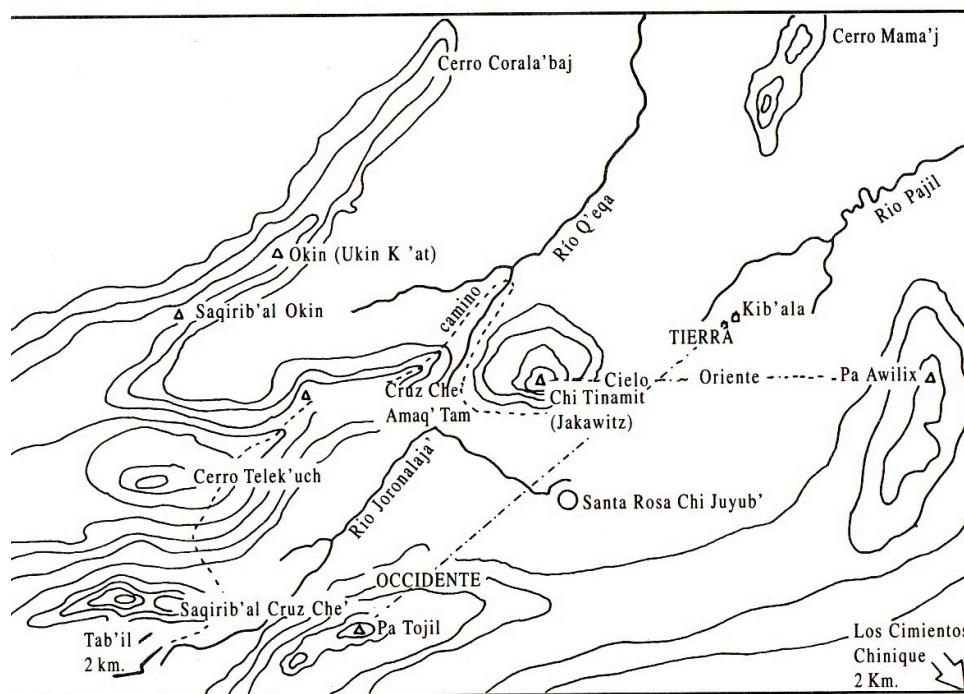 Cerro Corala'baj
Cerro Mama'j
Río Q'eqa
Rio Pajil
Okin (Ukin K 'at)
Saqirib'al Okin
camino
Kib'ala
TIERRA
Cielo
Oriente
Pa Awilix
Cruz Che'
Amaq' Tam
Chi Tinamit
(Jakawitz)
Cerro Telek'uch
Rio Joronalaja'
Santa Rosa Chi Juyub'
OCCIDENTE
Saqirib'al Cruz Che'
Pa Tojil
Tab'il
2 km.
Los Cimientos
Chinique
2 Km.